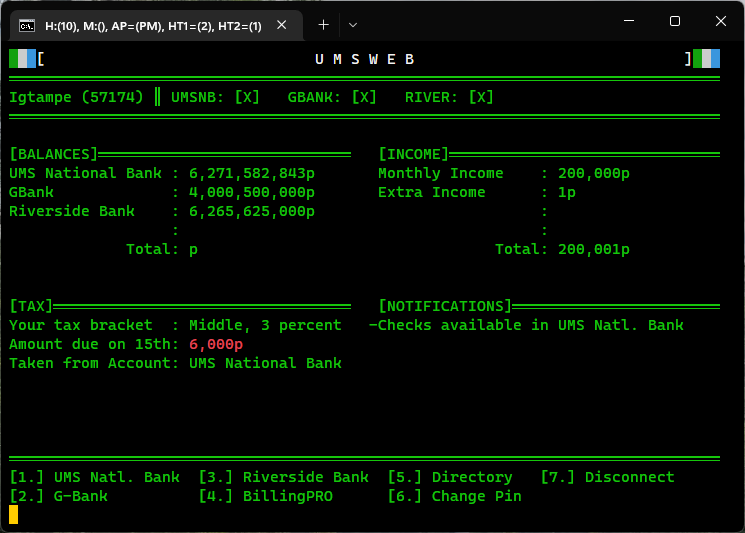 H:(10), M:(), AP=(PM), HT1=(2), HT2=(1)
[ U M S W E B ]
Igtampe (57174) ║ UMSNB: [X] GBANK: [X] RIVER: [X]
[BALANCES]
UMS National Bank : 6,271,582,843p
GBank : 4,000,500,000p
Riverside Bank : 6,265,625,000p
:
Total: p
[INCOME]
Monthly Income : 200,000p
Extra Income : 1p
:
:
Total: 200,001p
[TAX]
Your tax bracket : Middle, 3 percent
Amount due on 15th: 6,000p
Taken from Account: UMS National Bank
[NOTIFICATIONS]
-Checks available in UMS Natl. Bank
[1.] UMS Natl. Bank [3.] Riverside Bank [5.] Directory [7.] Disconnect
[2.] G-Bank [4.] BillingPRO [6.] Change Pin